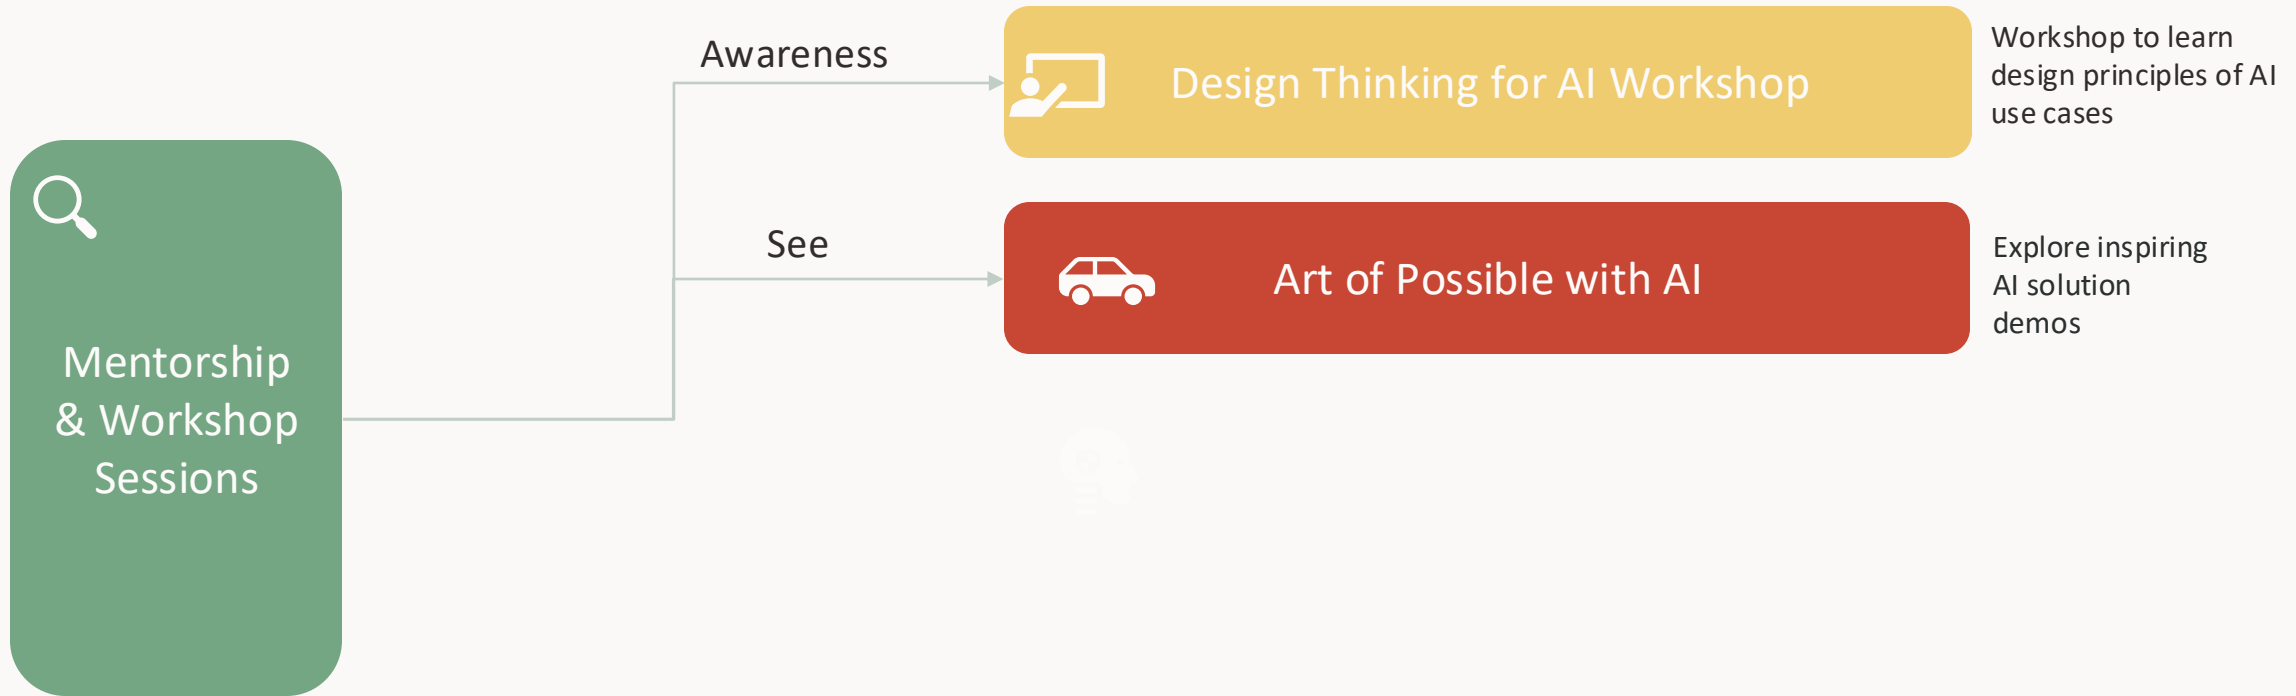 Awareness
Design Thinking for AI Workshop
Workshop to learn
design principles of AI
use cases
See
Art of Possible with AI
Explore inspiring
AI solution
demos
Mentorship
& Workshop
Sessions